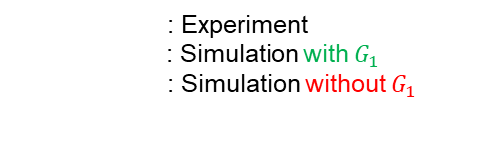 : Experiment
: Simulation with G₁
: Simulation without G₁